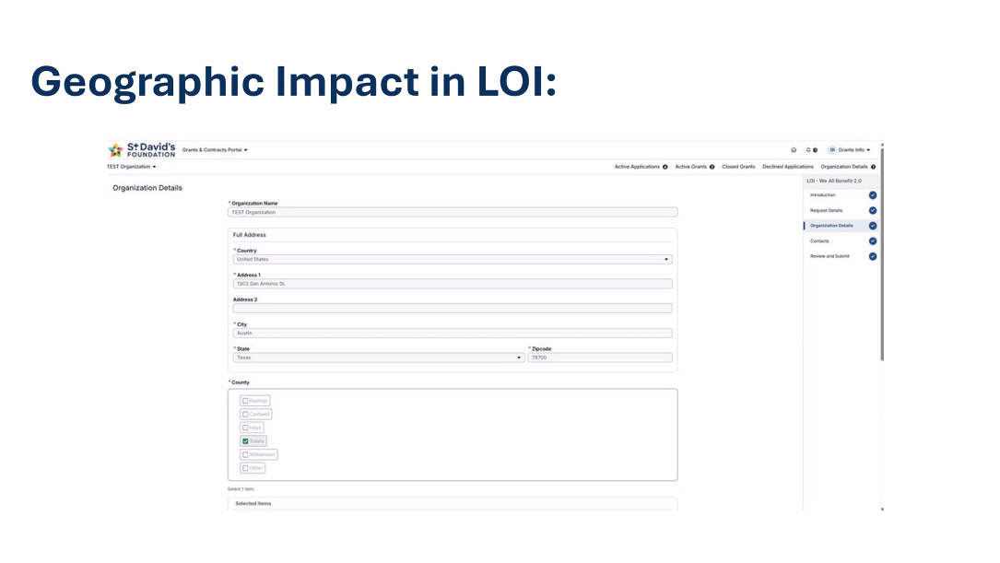 Geographic Impact in LOI:
St David's
FOUNDATION
Grants & Contracts Portal
Grants Info
TEST Organization
Active Applications
Active Grants
Closed Grants
Declined Applications
Organization Details
Organization Details
LOI - We All Benefit 2.0
Introduction
Request Details
Organization Details
Contacts
Review and Submit
* Organization Name
TEST Organization
Full Address
* Country
United States
* Address 1
1303 San Antonio St.
Address 2
* City
Austin
* State
Texas
* Zipcode
78700
* County
Bastrop
Caldwell
Hays
Travis
Williamson
Other
Select 1 item.
Selected Items